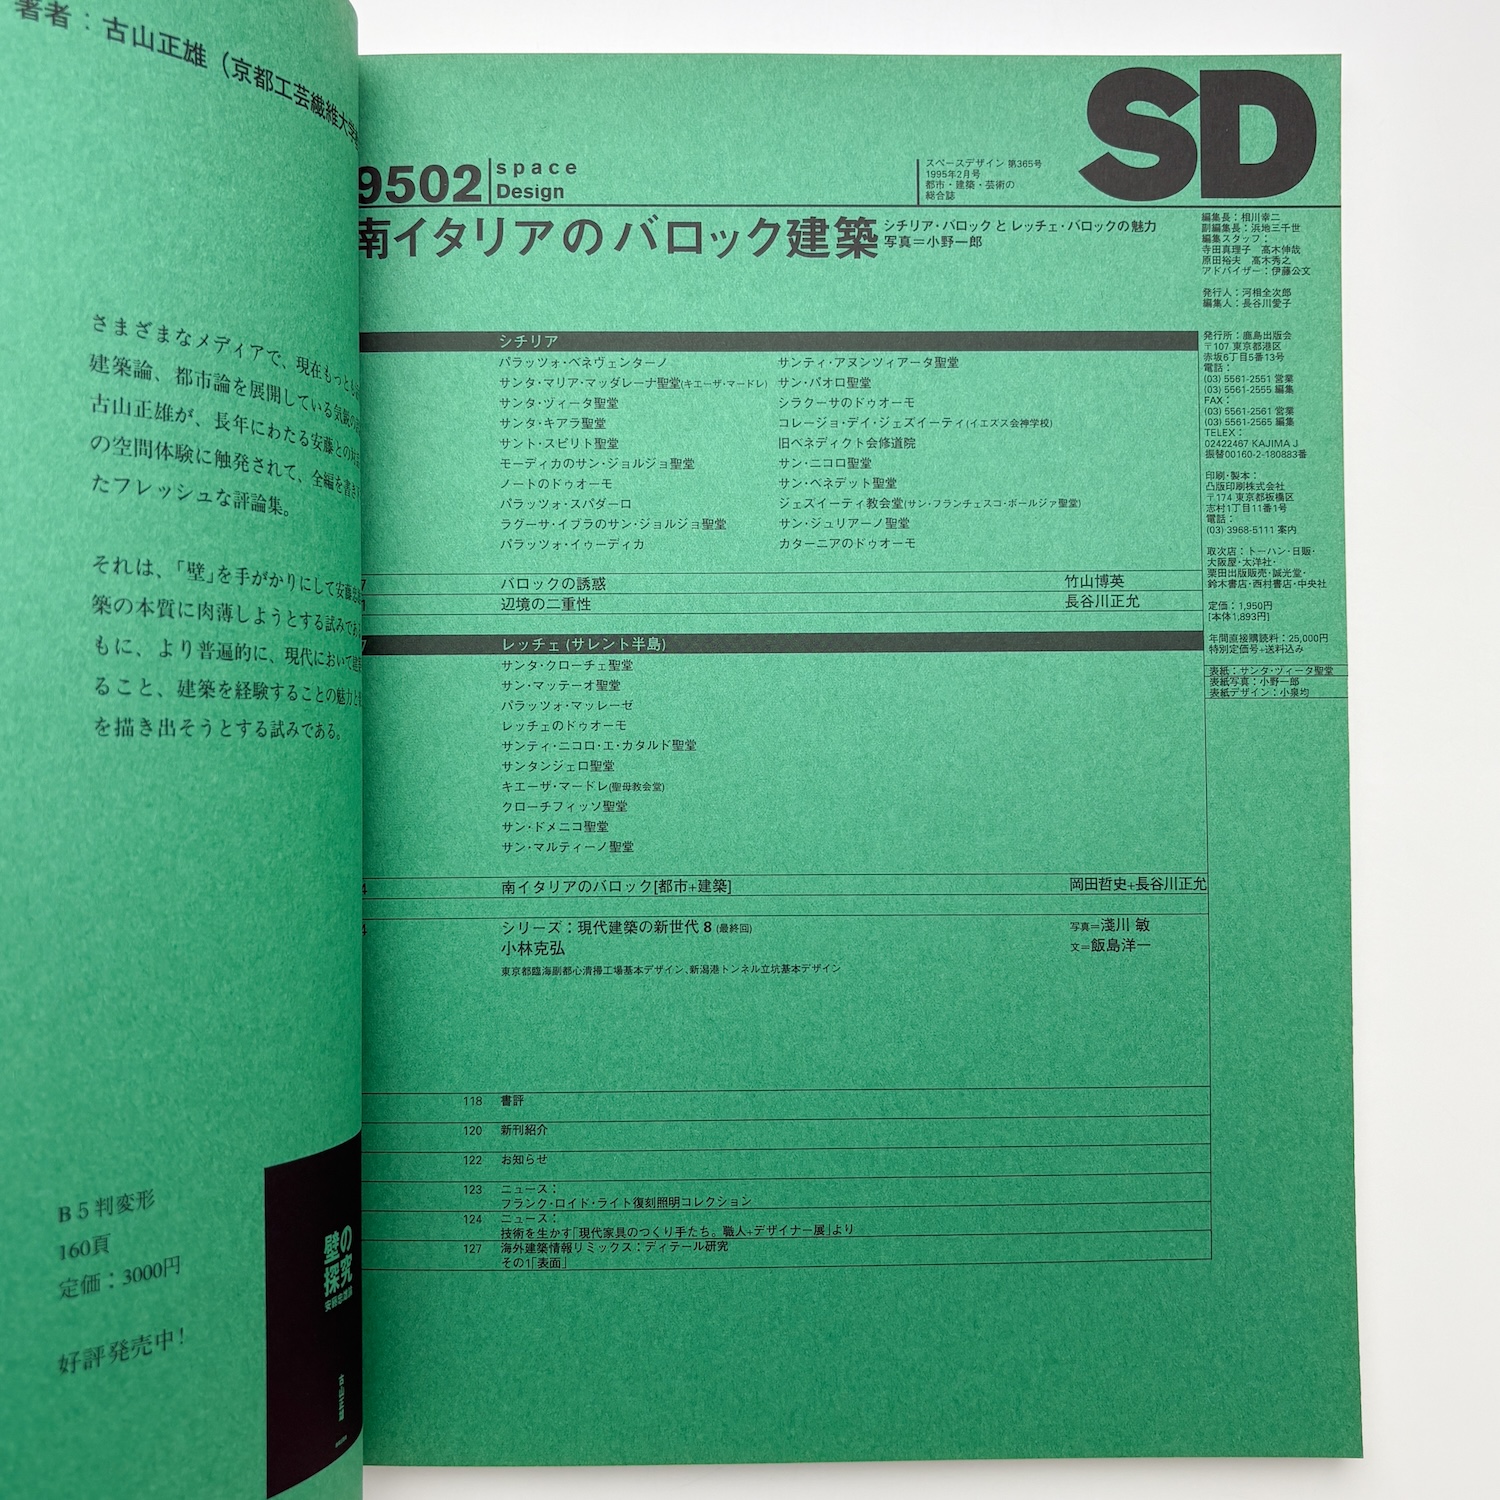 著者：古山正雄（京都工芸繊維大学
さまざまなメディアで、現在もっとも
建築論、都市論を展開している気鋭の
古山正雄が、長年にわたる安藤との対
の空間体験に触発されて、全編を書き
たフレッシュな評論集。
それは、「壁」を手がかりにして安藤
築の本質に肉薄しようとする試みである
もに、より普遍的に、現代において建
ること、建築を経験することの魅力と
を描き出そうとする試みである。
B５判変形
160頁
定価：3000円
好評発売中！
壁の
探究
安藤忠雄論
古山正雄
SD
9502
space
Design
スペースデザイン 第365号
1995年2月号
都市・建築・芸術の
総合誌
南イタリアのバロック建築
シチリア・バロックとレッチェ・バロックの魅力
写真＝小野一郎
シチリア
パラッツォ・ベネヴェンターノ
サンタ・マリア・マッダレーナ聖堂(キエーザ・マードレ)
サンタ・ヴィータ聖堂
サンタ・キアラ聖堂
サント・スピリト聖堂
モーディカのサン・ジョルジョ聖堂
ノートのドゥオーモ
パラッツォ・スパダーロ
ラグーサ・イブラのサン・ジョルジョ聖堂
パラッツォ・イゥーディカ
サンティ・アヌンツィアータ聖堂
サン・パオロ聖堂
シラクーサのドゥオーモ
コレージョ・デイ・ジェズイーティ(イエズス会神学校)
旧ベネディクト会修道院
サン・ニコロ聖堂
サン・ベネデット聖堂
ジェズイーティ教会堂(サン・フランチェスコ・ボールジァ聖堂)
サン・ジュリアーノ聖堂
カターニアのドゥオーモ
7 バロックの誘惑 竹山博英
辺境の二重性 長谷川正允
7 レッチェ (サレント半島)
サンタ・クローチェ聖堂
サン・マッテーオ聖堂
パラッツォ・マッレーゼ
レッチェのドゥオーモ
サンティ・ニコロ・エ・カタルド聖堂
サンタンジェロ聖堂
キエーザ・マードレ(聖母教会堂)
クローチフィッソ聖堂
サン・ドメニコ聖堂
サン・マルティーノ聖堂
4 南イタリアのバロック[都市+建築] 岡田哲史+長谷川正允
4 シリーズ：現代建築の新世代 8 (最終回) 写真＝淺川 敏
小林克弘 文＝飯島洋一
東京都臨海副都心清掃工場基本デザイン、新潟港トンネル立坑基本デザイン
118 書評
120 新刊紹介
122 お知らせ
123 ニュース：
フランク・ロイド・ライト復刻照明コレクション
124 ニュース：
技術を生かす「現代家具のつくり手たち。職人+デザイナー展」より
127 海外建築情報リミックス：ディテール研究
その1「表面」
編集長：相川幸二
副編集長：浜地三千世
編集スタッフ：
寺田真理子 高木伸哉
原田裕夫 高木秀之
アドバイザー：伊藤公文
発行人：河相全次郎
編集人：長谷川愛子
発行所：鹿島出版会
〒107 東京都港区
赤坂6丁目5番13号
電話：
(03) 5561-2551 営業
(03) 5561-2555 編集
FAX：
(03) 5561-2561 営業
(03) 5561-2565 編集
TELEX：
02422467 KAJIMA J
振替00160-2-180883番
印刷・製本：
凸版印刷株式会社
〒174 東京都板橋区
志村1丁目11番1号
電話：
(03) 3968-5111 案内
取次店：トーハン・日販・
大阪屋・太洋社・
栗田出版販売・誠光堂・
鈴木書店・西村書店・中央社
定価：1,950円
[本体1,893円]
年間直接購読料：25,000円
特別定価号+送料込み
表紙：サンタ・ヴィータ聖堂
表紙写真：小野一郎
表紙デザイン：小泉均